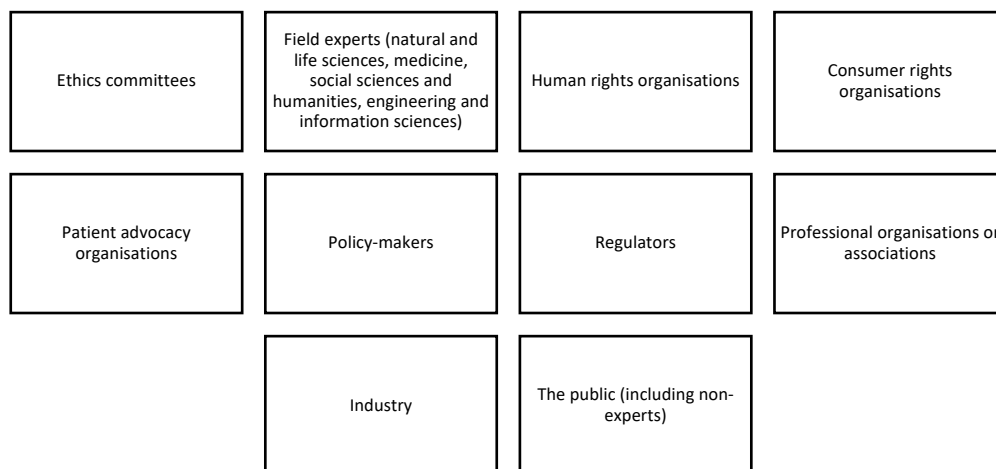 Ethics committees
Field experts (natural and
life sciences, medicine,
social sciences and
humanities, engineering and
information sciences)
Human rights organisations
Consumer rights
organisations
Patient advocacy
organisations
Policy-makers
Regulators
Professional organisations or
associations
Industry
The public (including non-
experts)